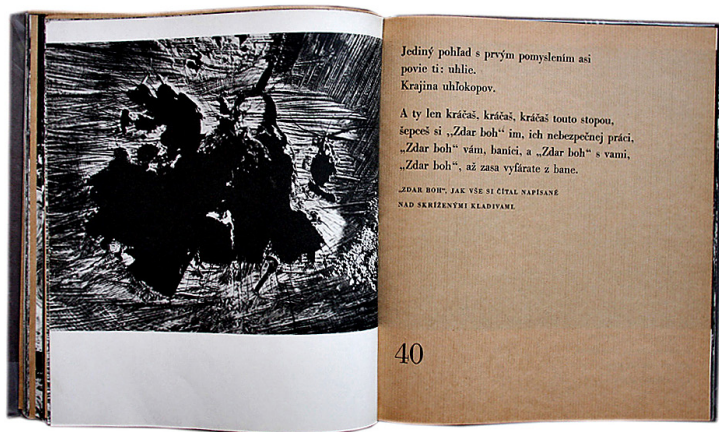 Jediný pohľad s prvým pomyslením asi
povie ti: uhlie.
Krajina uhľokopov.
A ty len kráčaš, kráčaš, kráčaš touto stopou,
šepceš si „Zdar boh“ im, ich nebezpečnej práci,
„Zdar boh“ vám, baníci, a „Zdar boh“ s vami,
„Zdar boh“, až zasa vyfárate z bane.
„ZDAR BOH“, JAK VŠE SI ČÍTAL NAPÍSANÉ
NAD SKRÍŽENÝMI KLADIVAMI.
40